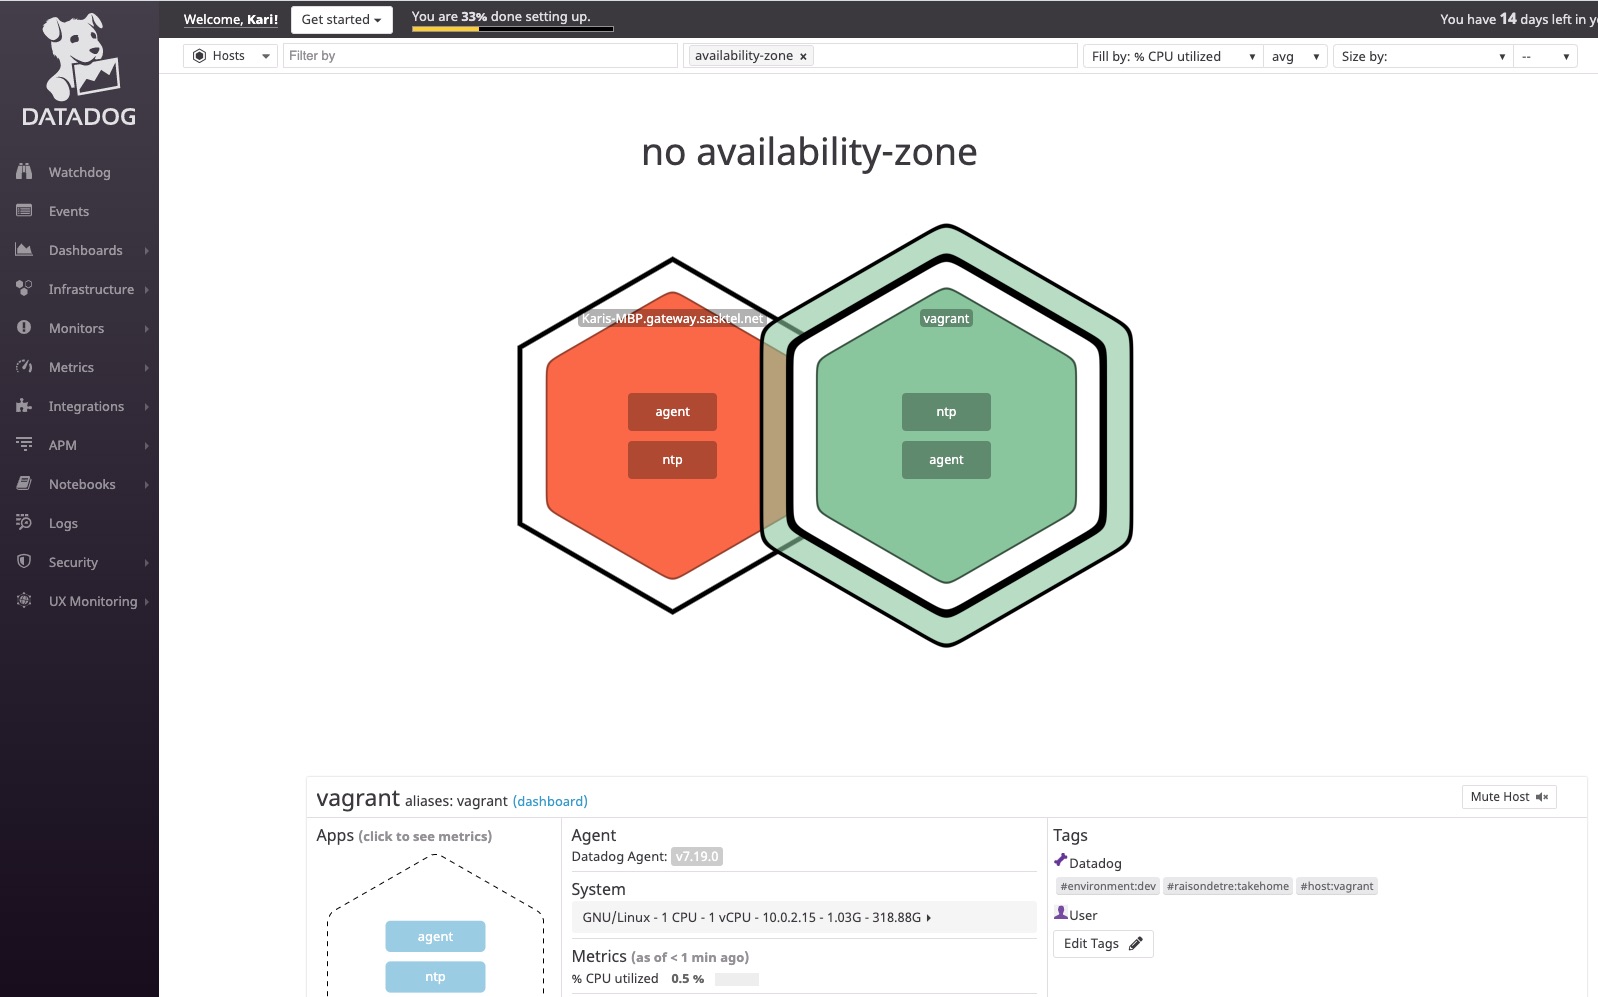 Welcome, Kari!
Get started
You are 33% done setting up.
You have 14 days left in y
DATADOG
Watchdog
Events
Dashboards
Infrastructure
Monitors
Metrics
Integrations
APM
Notebooks
Logs
Security
UX Monitoring
Hosts
Filter by
availability-zone ×
Fill by: % CPU utilized
avg
Size by:
--
no availability-zone
Karis-MBP.gateway.sasktel.net
agent
ntp
vagrant
ntp
agent
vagrant aliases: vagrant (dashboard)
Mute Host
Apps (click to see metrics)
agent
ntp
Agent
Datadog Agent: v7.19.0
System
GNU/Linux - 1 CPU - 1 vCPU - 10.0.2.15 - 1.03G - 318.88G
Metrics (as of < 1 min ago)
% CPU utilized 0.5 %
Tags
Datadog
#environment:dev #raisondetre:takehome #host:vagrant
User
Edit Tags